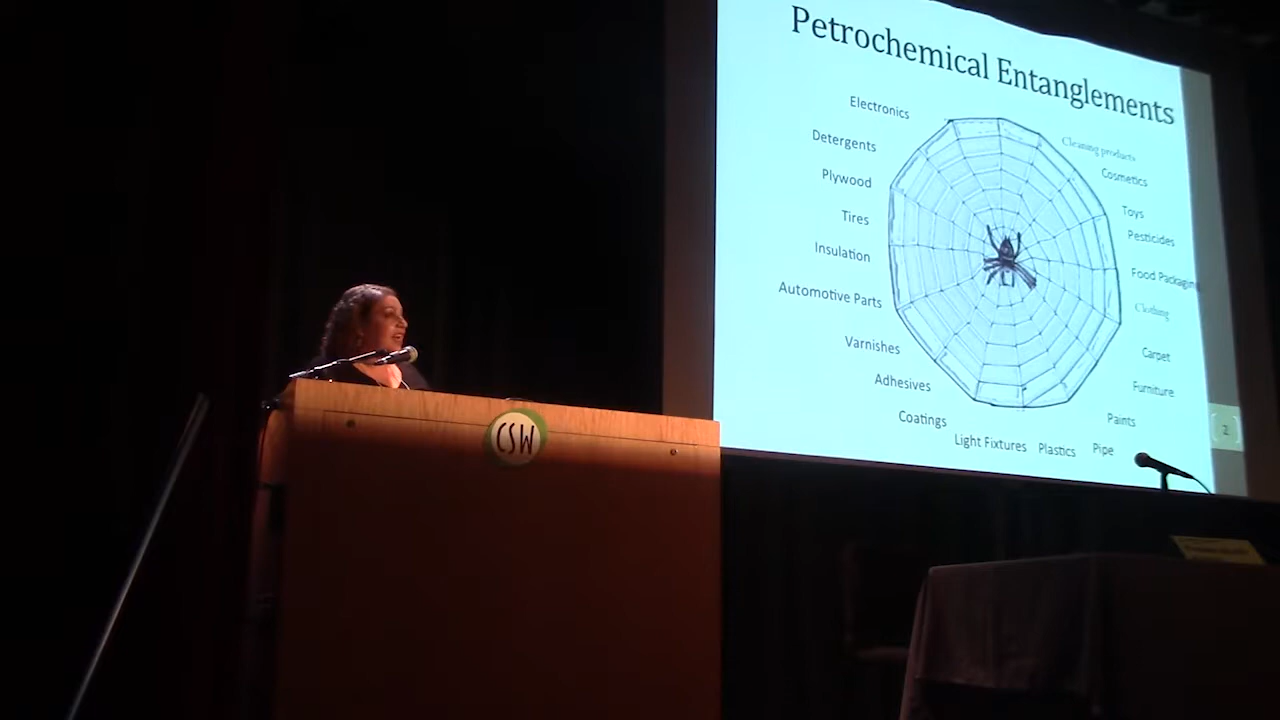 Petrochemical Entanglements
Electronics
Detergents
Plywood
Tires
Insulation
Automotive Parts
Varnishes
Adhesives
Coatings
Light Fixtures
Plastics
Pipe
Paints
Furniture
Carpet
Clothing
Food Packaging
Pesticides
Toys
Cosmetics
Cleaning products
2
CSW